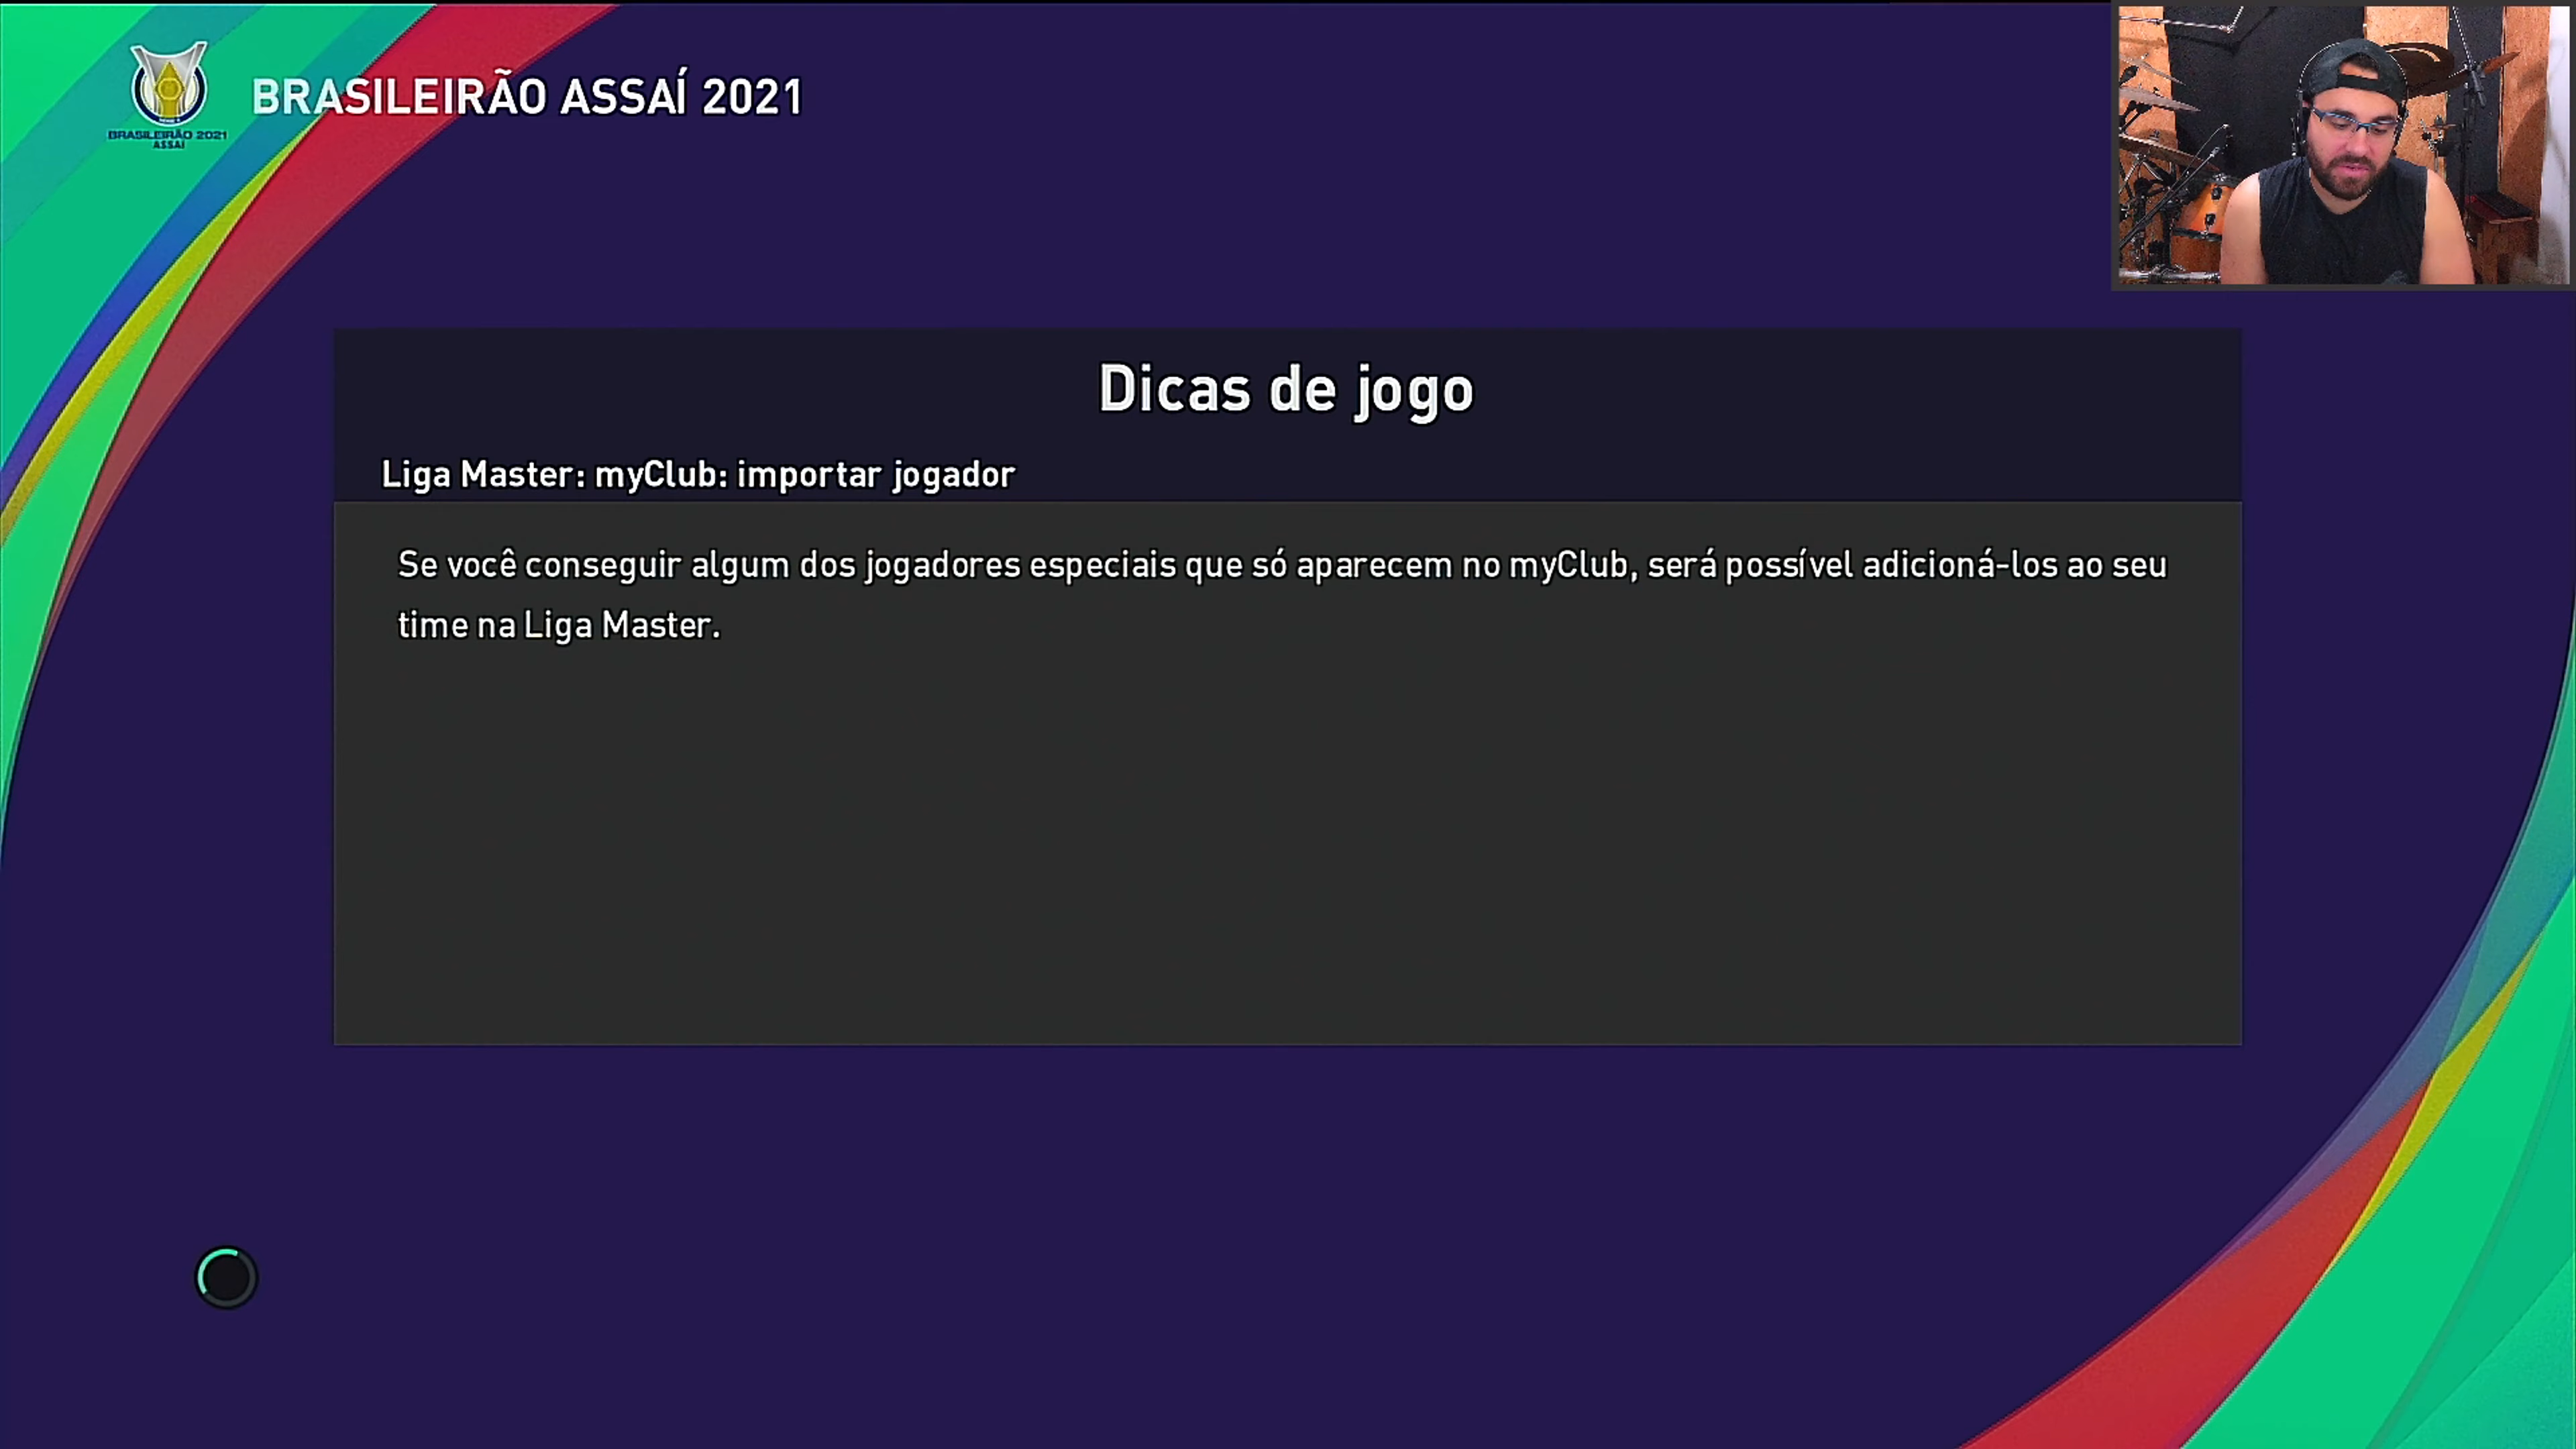 BRASILEIRÃO 2021
ASSAÍ
BRASILEIRÃO ASSAÍ 2021
Dicas de jogo
Liga Master: myClub: importar jogador
Se você conseguir algum dos jogadores especiais que só aparecem no myClub, será possível adicioná-los ao seu
time na Liga Master.